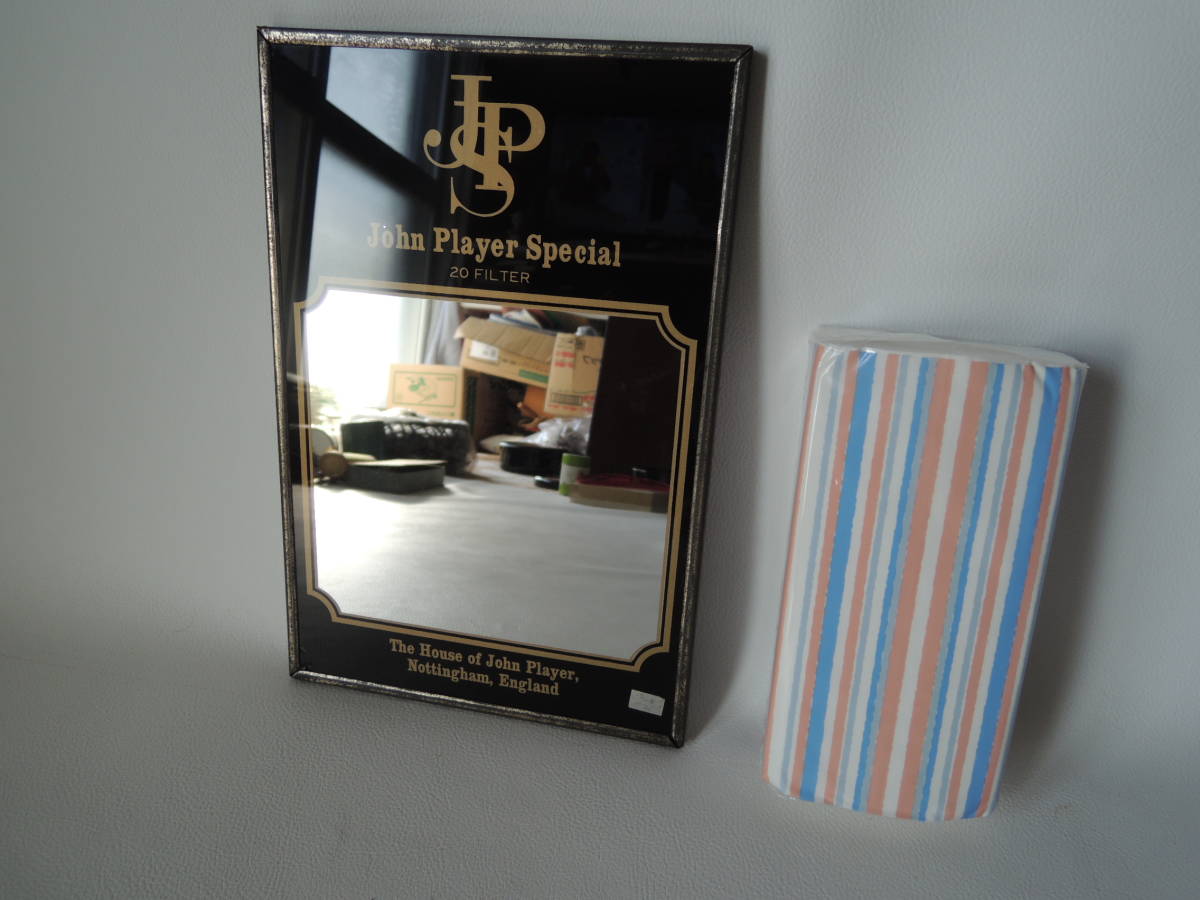 JPS
John Player Special
20 FILTER
The House of John Player,
Nottingham, England